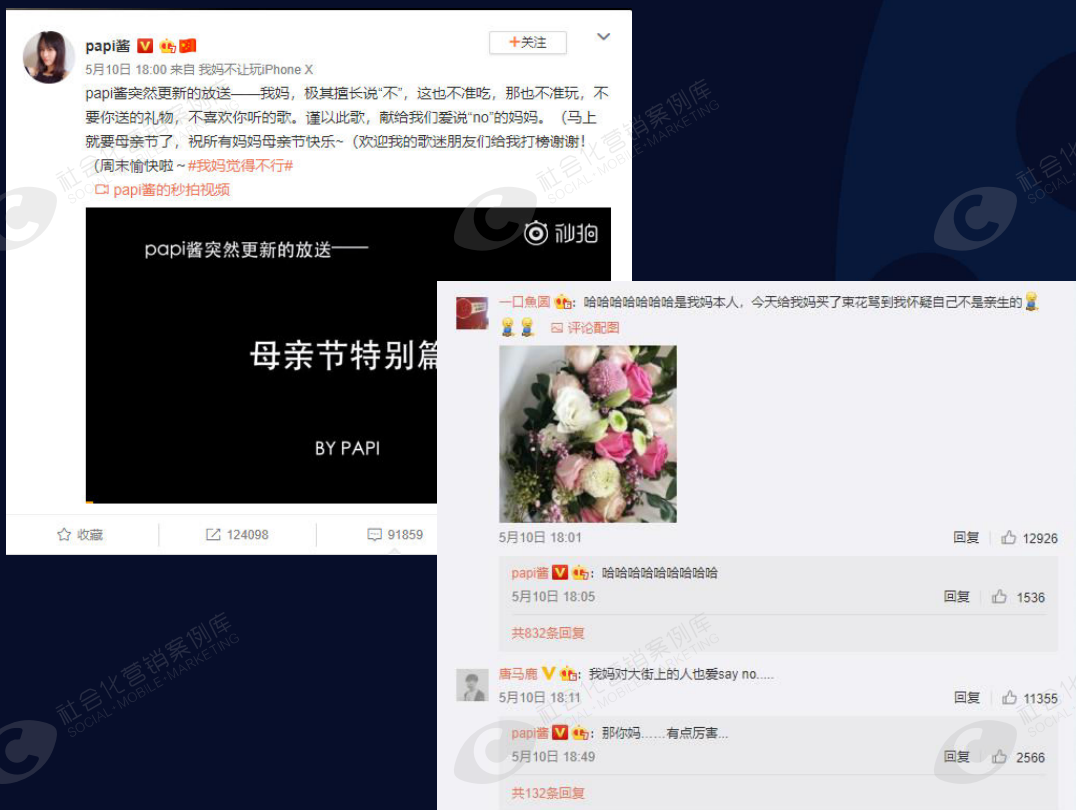 papi酱
+关注
5月10日 18:00 来自 我妈不让玩iPhone X
papi酱突然更新的放送——我妈，极其擅长说“不”，这也不准吃，那也不准玩，不
要你送的礼物，不喜欢你听的歌。谨以此歌，献给我们爱说“no”的妈妈。（马上
就要母亲节了，祝所有妈妈母亲节快乐~（欢迎我的歌迷朋友们给我打榜谢谢！
（周末愉快啦～#我妈觉得不行#
papi酱的秒拍视频
papi酱突然更新的放送——
秒拍
母亲节特别篇
BY PAPI
收藏
124098
91859
一口魚圆：哈哈哈哈哈哈哈是我妈本人，今天给我妈买了束花骂到我怀疑自己不是亲生的
评论配图
5月10日 18:01
回复
12926
papi酱：哈哈哈哈哈哈哈哈哈
5月10日 18:05
回复
1536
共832条回复
唐马鹿：我妈对大街上的人也爱say no.....
5月10日 18:11
回复
11355
papi酱：那你妈……有点厉害...
5月10日 18:49
回复
2566
共132条回复
社会化营销案例库
SOCIAL·MOBILE·MARKETING